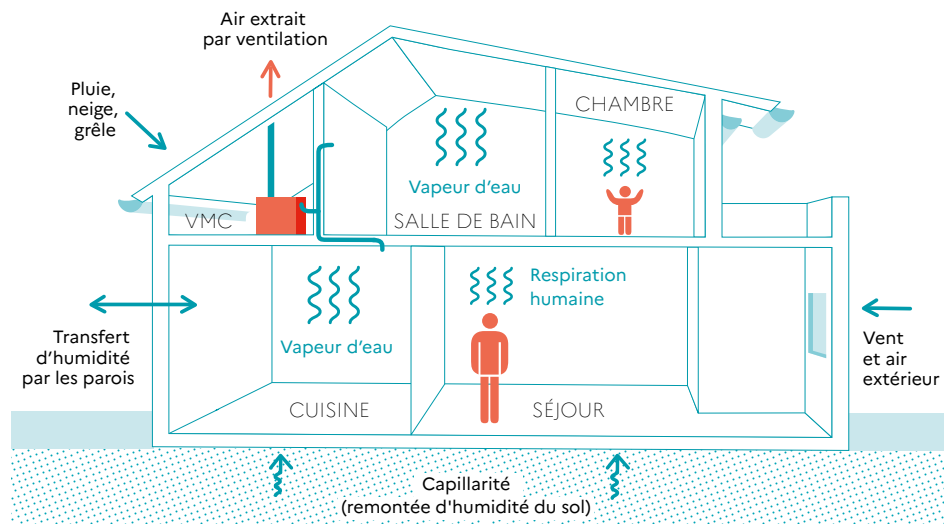 Air extrait
par ventilation
Pluie,
neige,
grêle
CHAMBRE
Vapeur d’eau
VMC
SALLE DE BAIN
Respiration
humaine
Transfert
d’humidité
par les parois
Vapeur d’eau
Vent
et air
extérieur
CUISINE
SÉJOUR
Capillarité
(remontée d'humidité du sol)